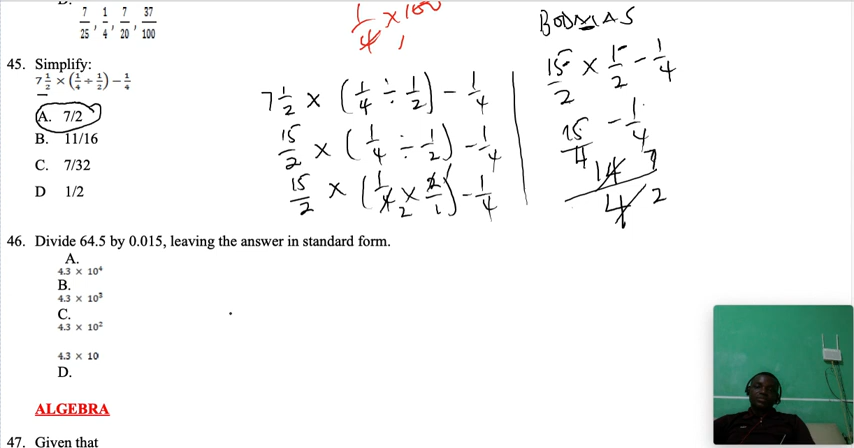 D.
7/25, 1/4, 7/20, 37/100
1/4 × 100
45. Simplify:
7 1/2 × (1/4 ÷ 1/2) − 1/4
A. 7/2
B. 11/16
C. 7/32
D 1/2
7 1/2 × (1/4 ÷ 1/2) − 1/4
15/2 × (1/4 ÷ 1/2) − 1/4
15/2 × (1/4 2 × 2/1) − 1/4
BODMAS
15/2 × 1/2 − 1/4
15/4 − 1/4
14/4 7
2
46. Divide 64.5 by 0.015, leaving the answer in standard form.
A.
4.3 × 10⁴
B.
4.3 × 10³
C.
4.3 × 10²
4.3 × 10
D.
ALGEBRA
47. Given that